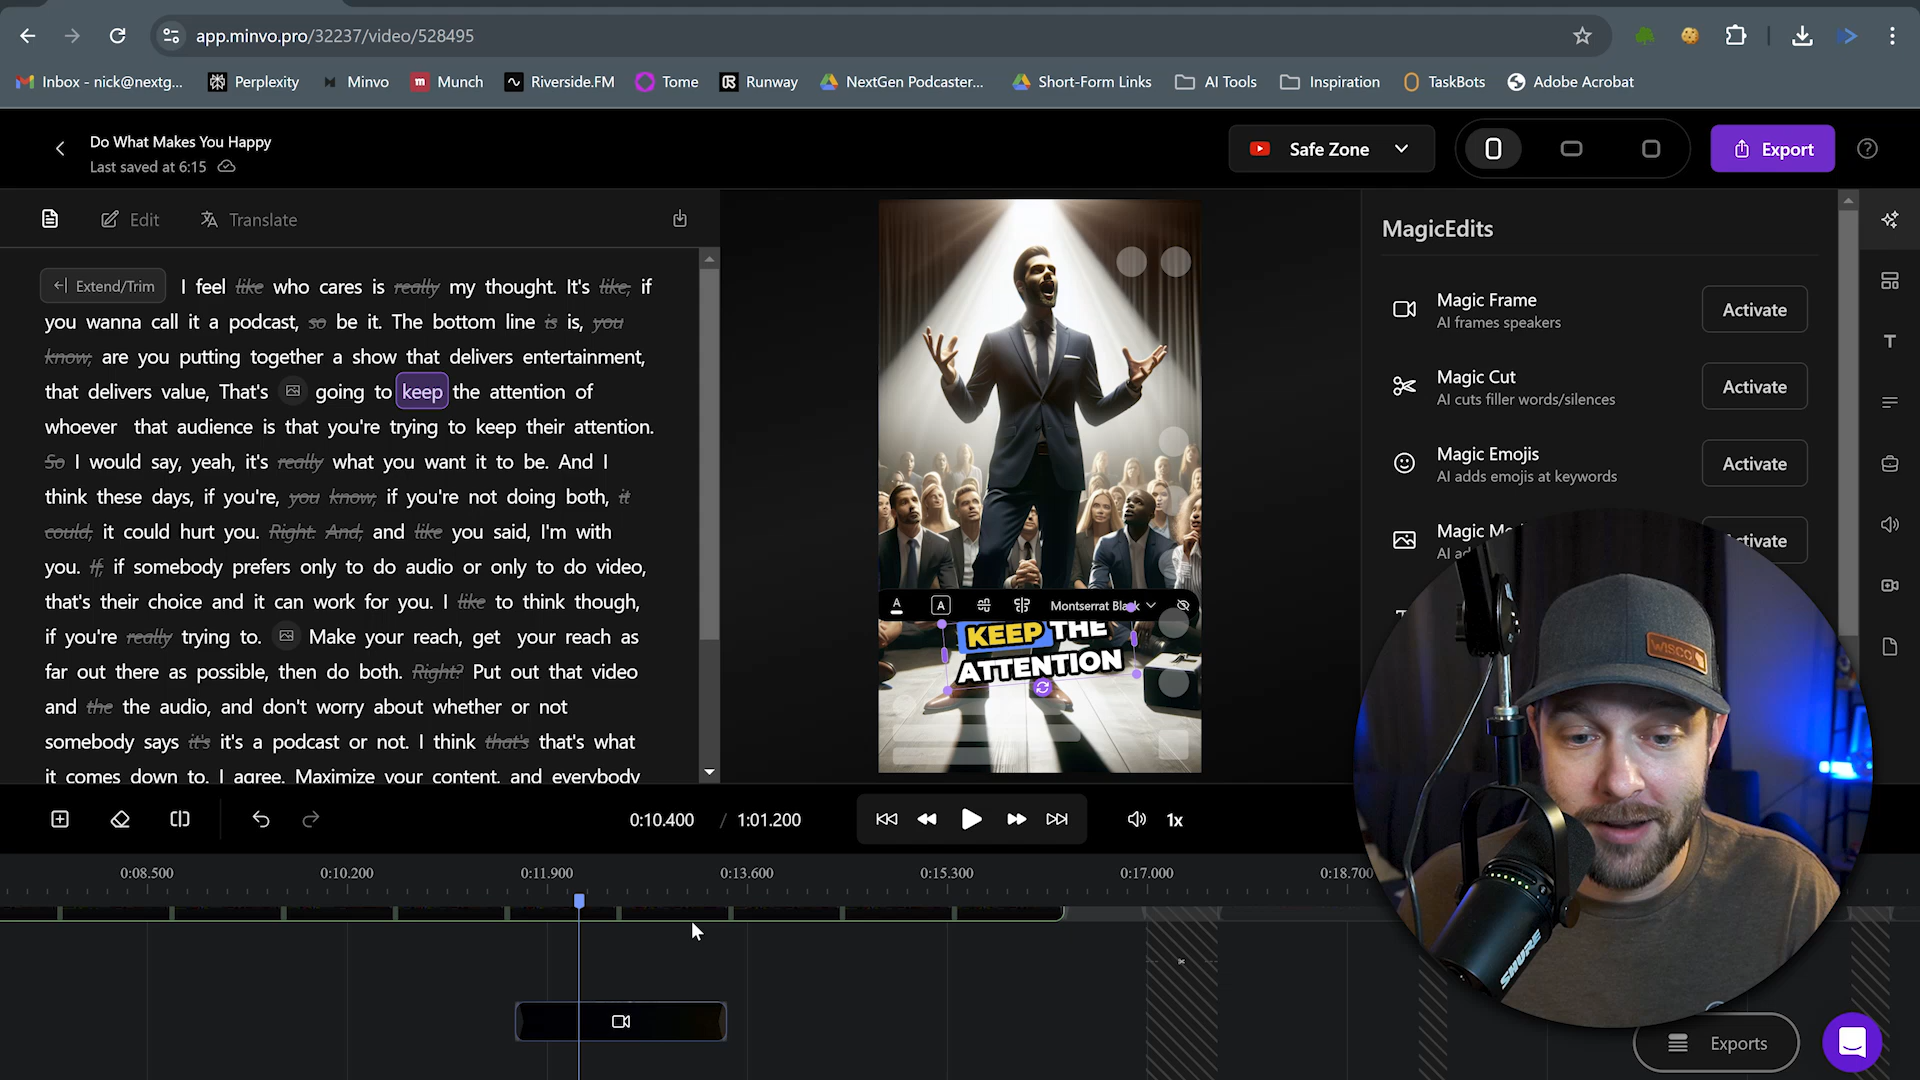 app.minvo.pro/32237/video/528495
Inbox - nick@nextg... Perplexity Minvo Munch Riverside.FM Tome Runway NextGen Podcaster... Short-Form Links AI Tools Inspiration TaskBots Adobe Acrobat
Do What Makes You Happy
Last saved at 6:15
Safe Zone
Export
Edit Translate
Extend/Trim I feel like who cares is really my thought. It's like, if
you wanna call it a podcast, so be it. The bottom line is is, you
know, are you putting together a show that delivers entertainment,
that delivers value, That's going to keep the attention of
whoever that audience is that you're trying to keep their attention.
So I would say, yeah, it's really what you want it to be. And I
think these days, if you're, you know, if you're not doing both, it
could, it could hurt you. Right. And, and like you said, I'm with
you. If, if somebody prefers only to do audio or only to do video,
that's their choice and it can work for you. I like to think though,
if you're really trying to. Make your reach, get your reach as
far out there as possible, then do both. Right? Put out that video
and the the audio, and don't worry about whether or not
somebody says it's it's a podcast or not. I think that's that's what
it comes down to. I agree. Maximize your content, and everybody
Montserrat Black
KEEP THE
ATTENTION
MagicEdits
Magic Frame
AI frames speakers
Activate
Magic Cut
AI cuts filler words/silences
Activate
Magic Emojis
AI adds emojis at keywords
Activate
Magic
AI
WISCO
SHURE
0:10.400 / 1:01.200
1x
0:08.500 0:10.200 0:11.900 0:13.600 0:15.300 0:17.000 0:18.700
Exports